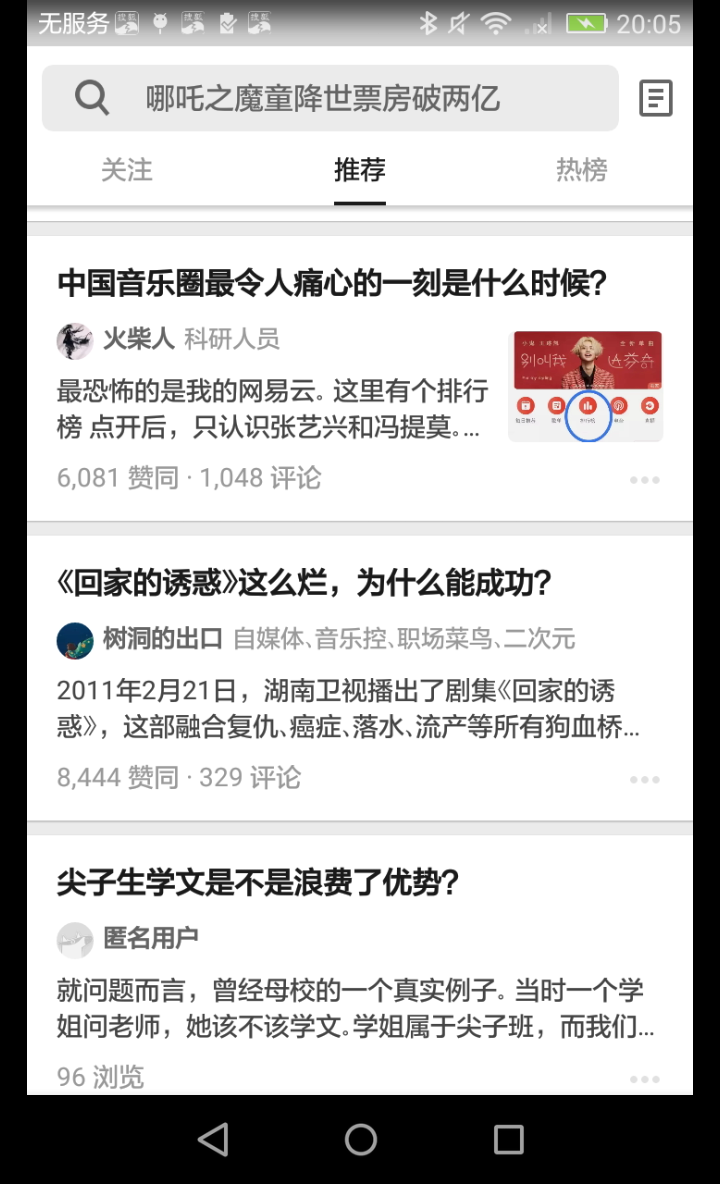 无服务
20:05
哪吒之魔童降世票房破两亿
关注
推荐
热榜
中国音乐圈最令人痛心的一刻是什么时候?
火柴人 科研人员
最恐怖的是我的网易云。这里有个排行
榜 点开后，只认识张艺兴和冯提莫。...
6,081 赞同 · 1,048 评论
《回家的诱惑》这么烂，为什么能成功?
树洞的出口 自媒体、音乐控、职场菜鸟、二次元
2011年2月21日，湖南卫视播出了剧集《回家的诱
惑》，这部融合复仇、癌症、落水、流产等所有狗血桥...
8,444 赞同 · 329 评论
尖子生学文是不是浪费了优势?
匿名用户
就问题而言，曾经母校的一个真实例子。当时一个学
姐问老师，她该不该学文。学姐属于尖子班，而我们...
96 浏览